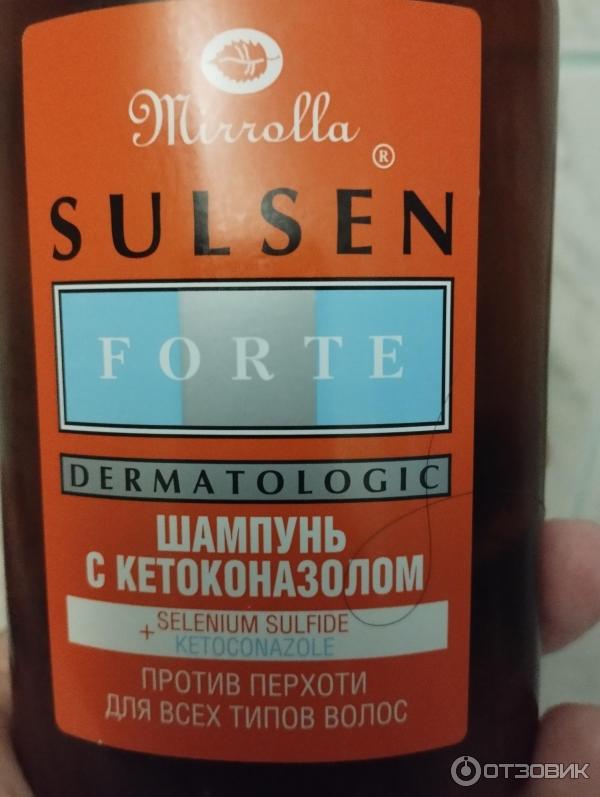 Mirrolla
®
SULSEN
FORTE
DERMATOLOGIC
ШАМПУНЬ
С КЕТОКОНАЗОЛОМ
+ SELENIUM SULFIDE
KETOCONAZOLE
ПРОТИВ ПЕРХОТИ
ДЛЯ ВСЕХ ТИПОВ ВОЛОС
ОТЗОВИК